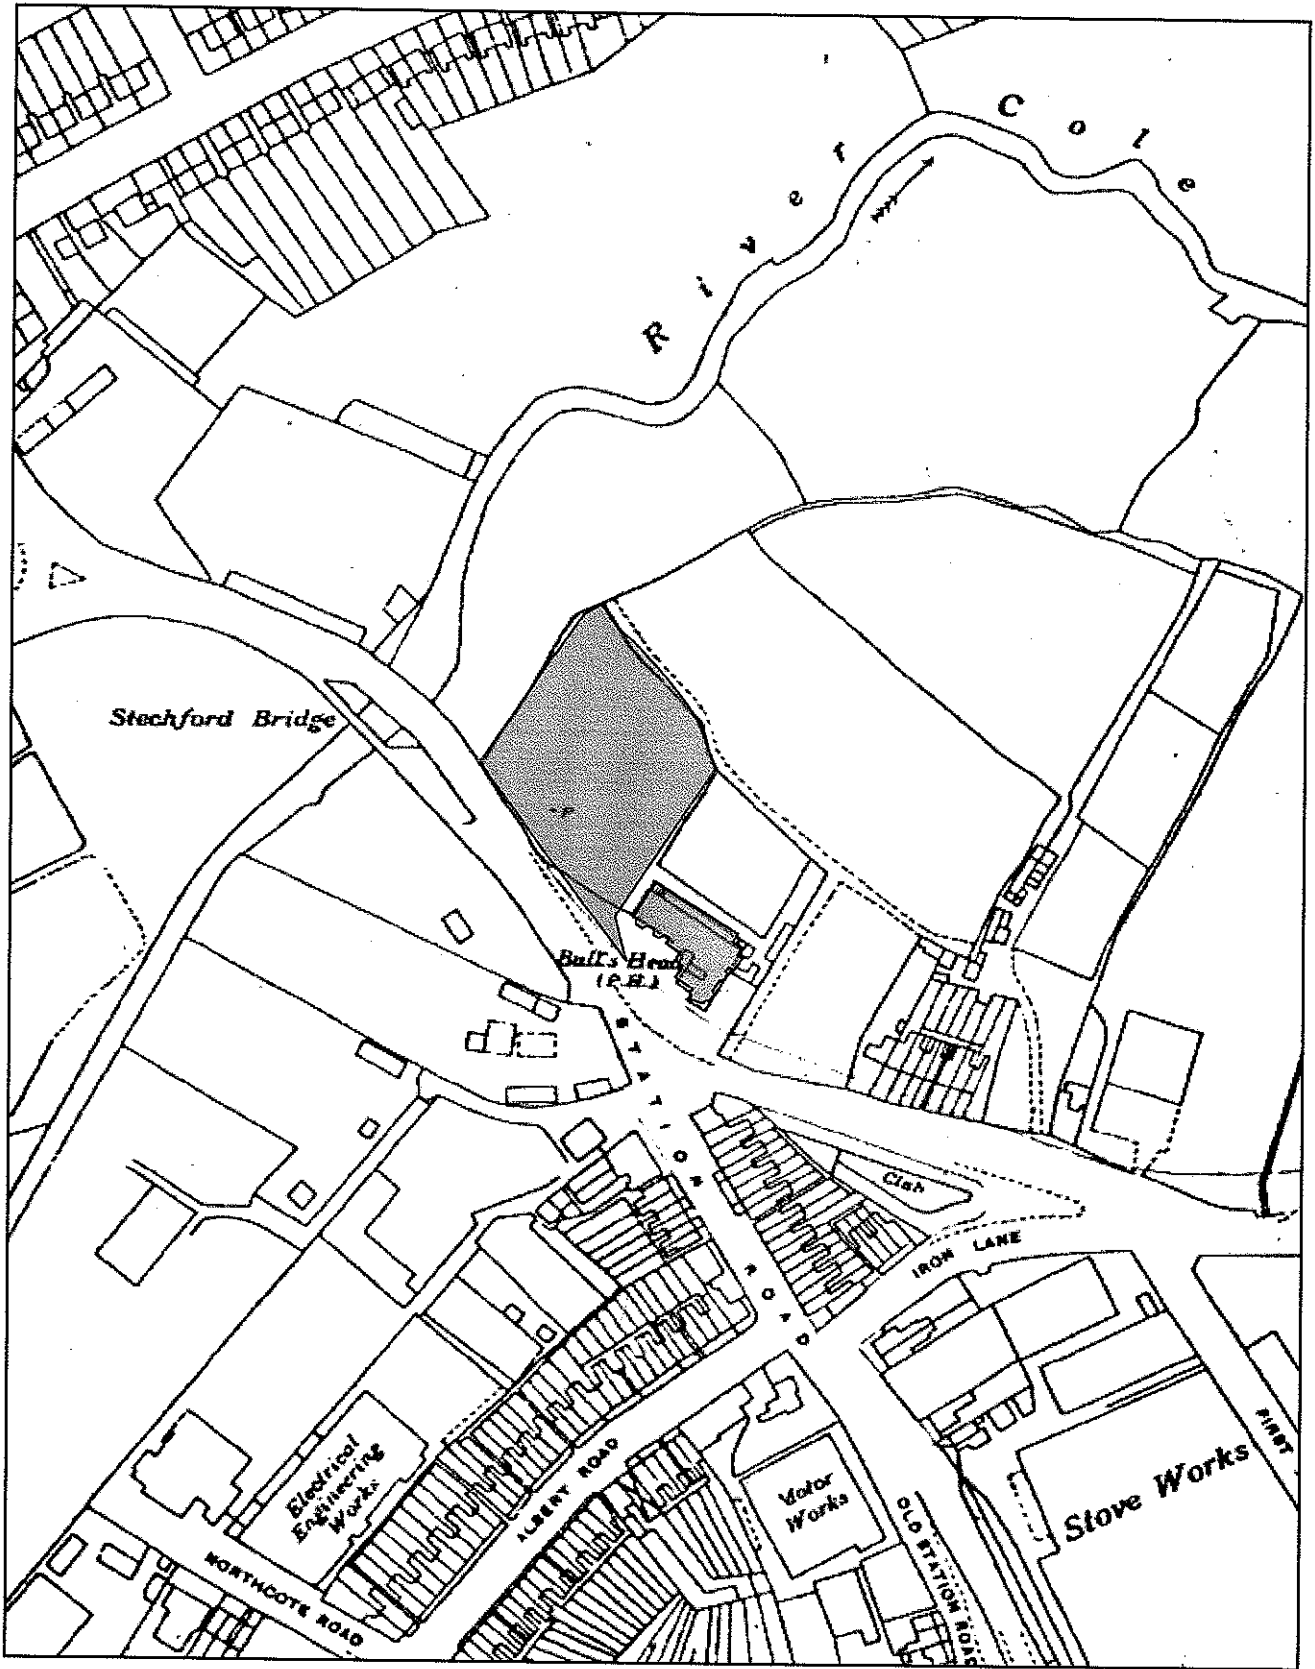 River Cole
Stechford Bridge
Bull's Head
(P.H.)
STATION ROAD
Club
IRON LANE
FIRST
Electrical
Engineering
Works
ALBERT ROAD
Motor
Works
Stove Works
OLD STATION ROAD
NORTHCOTE ROAD